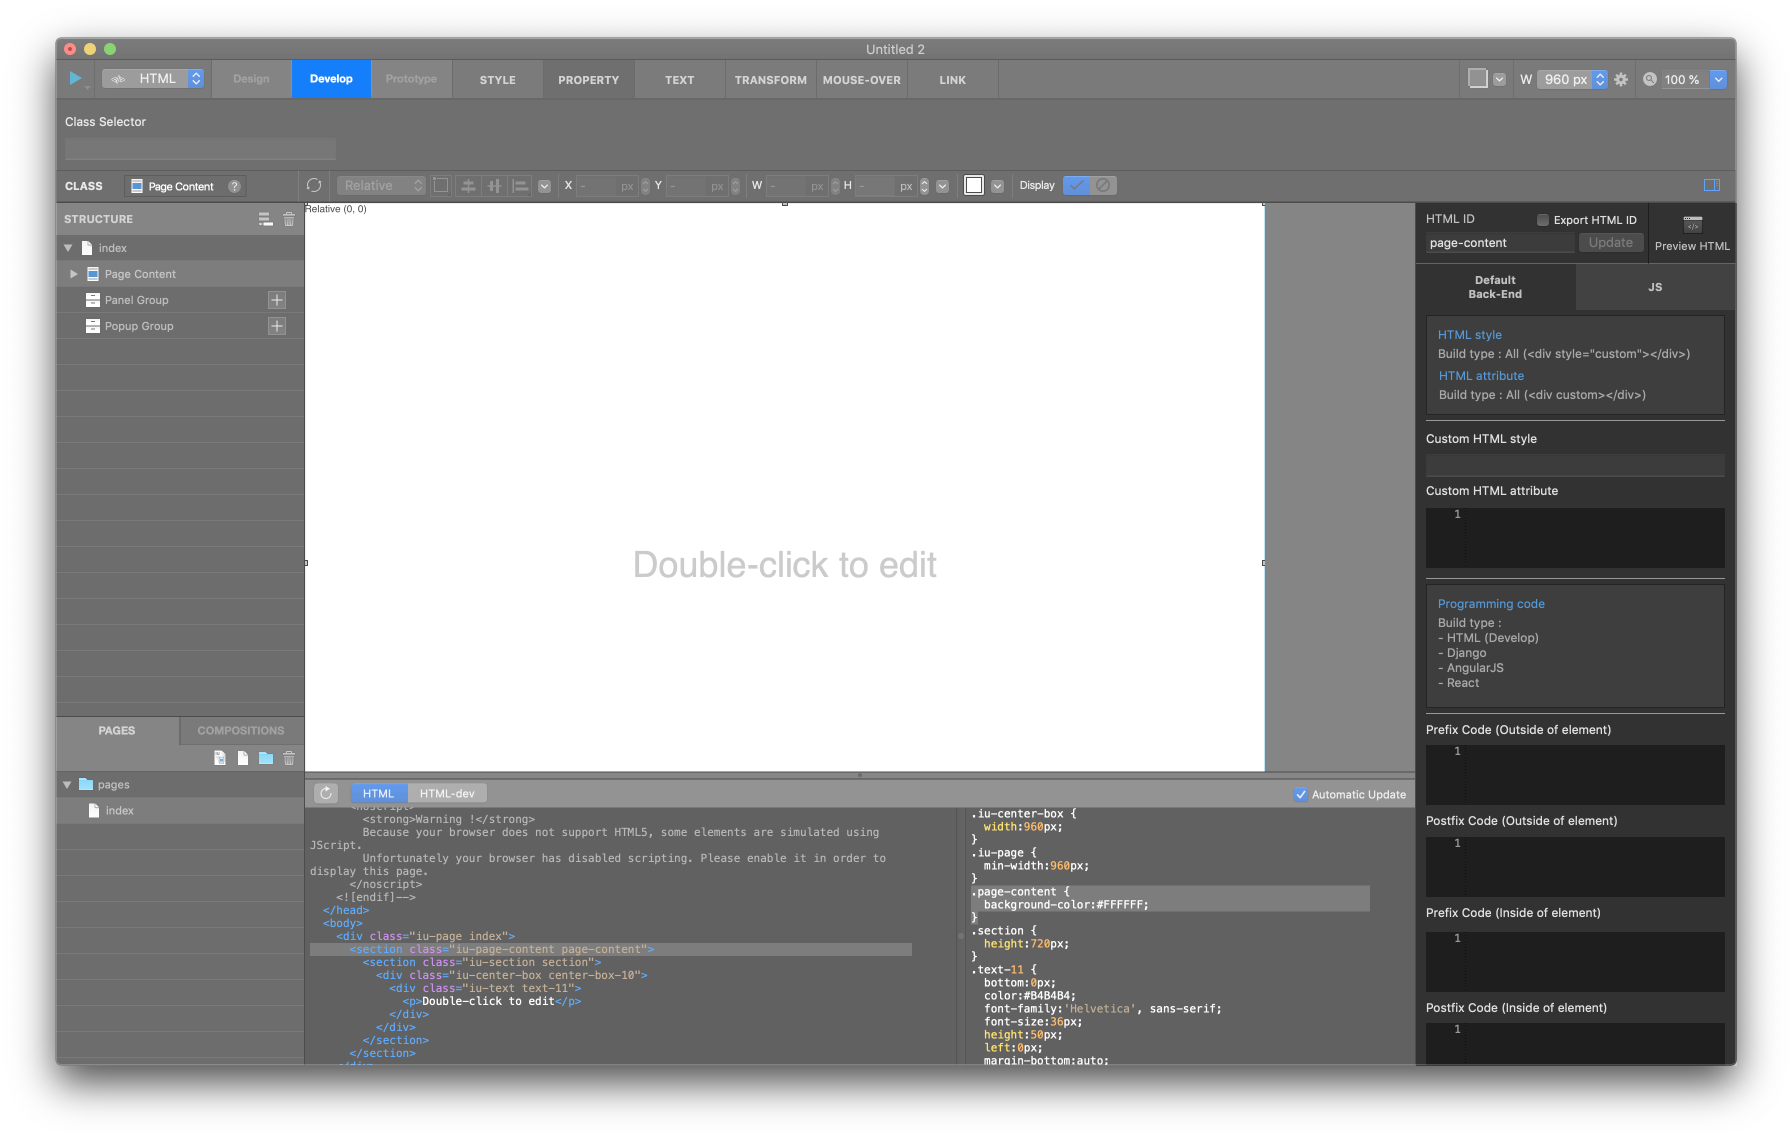 Untitled 2
HTML
Design
Develop
Prototype
STYLE
PROPERTY
TEXT
TRANSFORM
MOUSE-OVER
LINK
W 960 px
100 %
Class Selector
CLASS
Page Content
?
Relative
X - px
Y - px
W - px
H - px
Display
STRUCTURE
index
Page Content
Panel Group
Popup Group
PAGES
COMPOSITIONS
pages
index
Relative (0, 0)
Double-click to edit
HTML
HTML-dev
Automatic Update
<noscript>
<strong>Warning !</strong>
Because your browser does not support HTML5, some elements are simulated using
JScript.
Unfortunately your browser has disabled scripting. Please enable it in order to
display this page.
</noscript>
<![endif]-->
</head>
<body>
<div class="iu-page index">
<section class="iu-page-content page-content">
<section class="iu-section section">
<div class="iu-center-box center-box-10">
<div class="iu-text text-11">
<p>Double-click to edit</p>
</div>
</div>
</section>
</section>
</div>
.iu-center-box {
width:960px;
}
.iu-page {
min-width:960px;
}
.page-content {
background-color:#FFFFFF;
}
.section {
height:720px;
}
.text-11 {
bottom:0px;
color:#B4B4B4;
font-family:'Helvetica', sans-serif;
font-size:36px;
height:50px;
left:0px;
margin-bottom:auto;
HTML ID
Export HTML ID
page-content
Update
Preview HTML
Default
Back-End
JS
HTML style
Build type : All (<div style="custom"></div>)
HTML attribute
Build type : All (<div custom></div>)
Custom HTML style
Custom HTML attribute
1
Programming code
Build type :
- HTML (Develop)
- Django
- AngularJS
- React
Prefix Code (Outside of element)
1
Postfix Code (Outside of element)
1
Prefix Code (Inside of element)
1
Postfix Code (Inside of element)
1